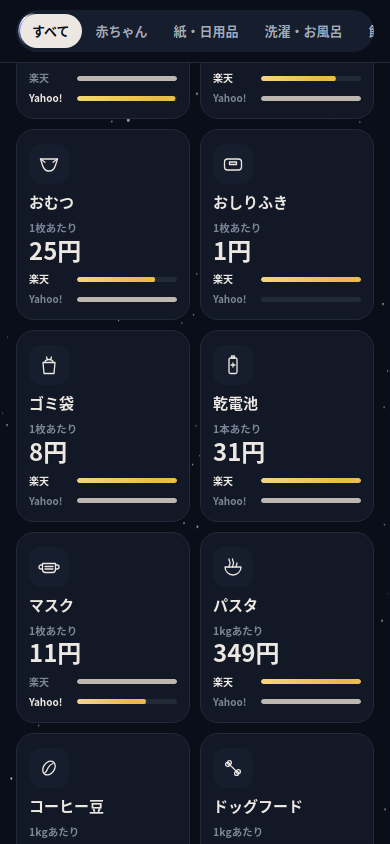 すべて
赤ちゃん
紙・日用品
洗濯・お風呂
楽天
Yahoo!
楽天
Yahoo!
おむつ
1枚あたり
25円
楽天
Yahoo!
おしりふき
1枚あたり
1円
楽天
Yahoo!
ゴミ袋
1枚あたり
8円
楽天
Yahoo!
乾電池
1本あたり
31円
楽天
Yahoo!
マスク
1枚あたり
11円
楽天
Yahoo!
パスタ
1kgあたり
349円
楽天
Yahoo!
コーヒー豆
1kgあたり
ドッグフード
1kgあたり